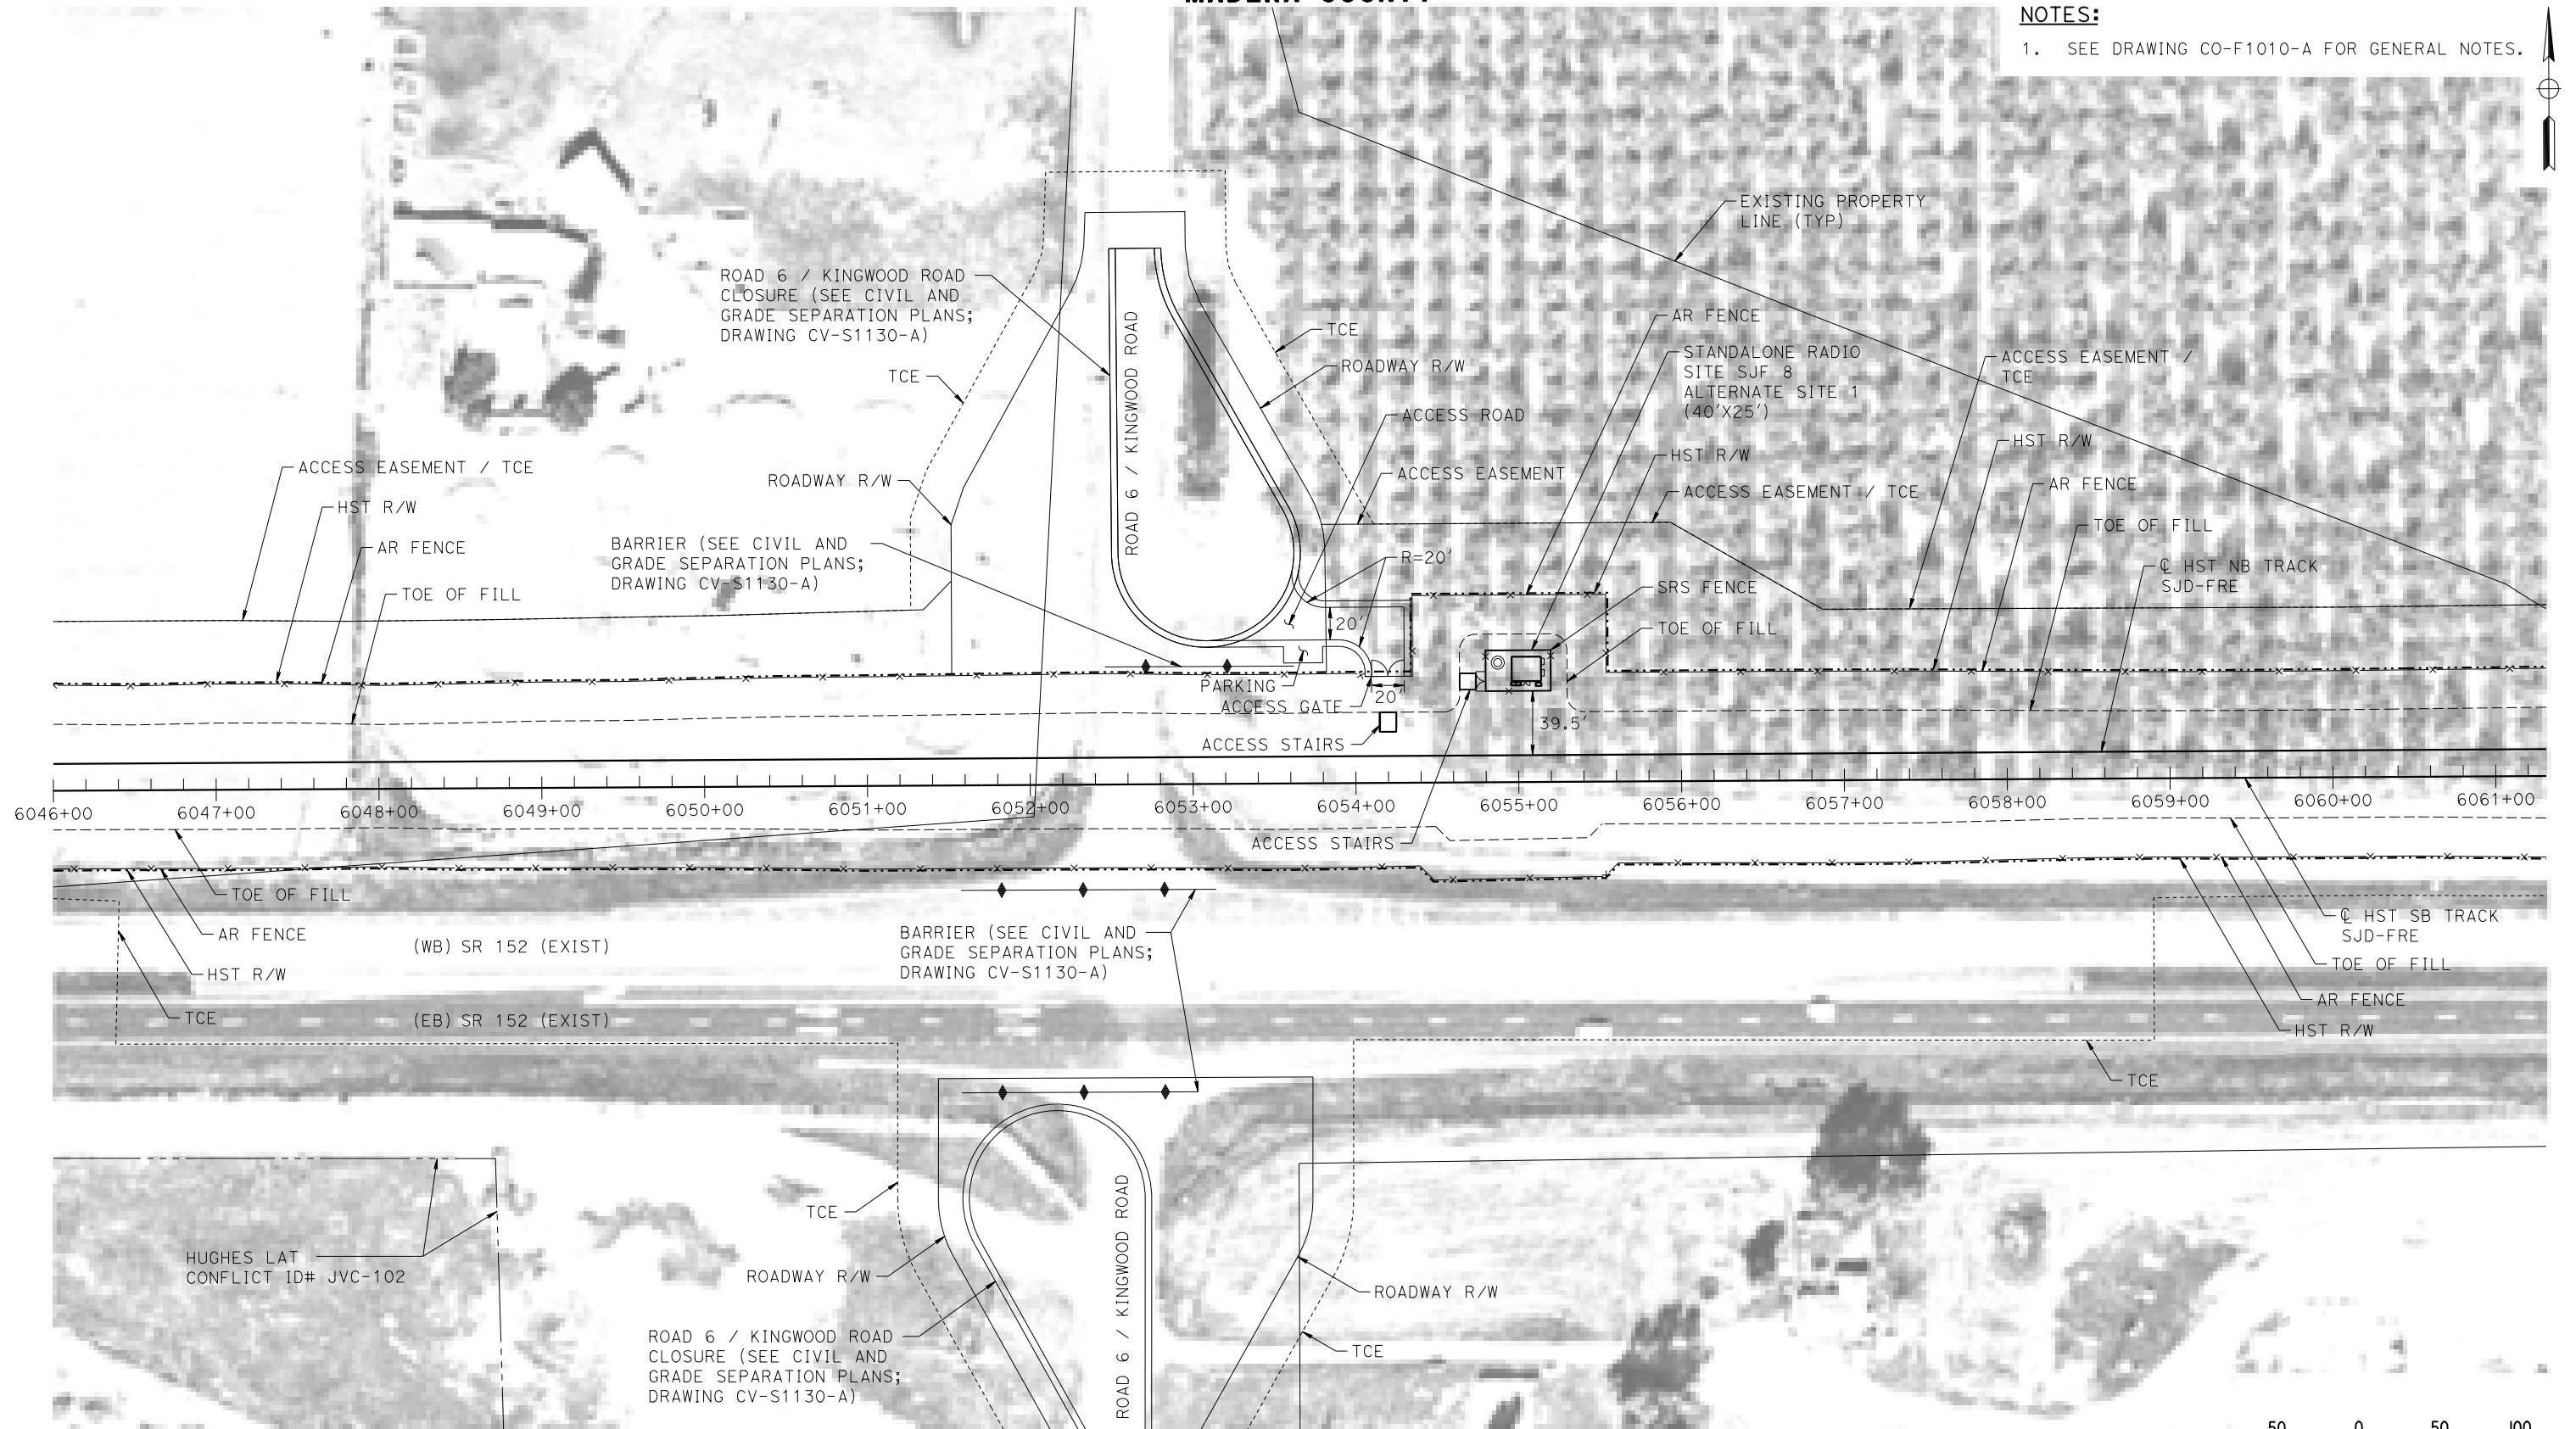 NOTES:
1. SEE DRAWING CO-F1010-A FOR GENERAL NOTES.
EXISTING PROPERTY
LINE (TYP)
ROAD 6 / KINGWOOD ROAD
CLOSURE (SEE CIVIL AND
GRADE SEPARATION PLANS;
DRAWING CV-S1130-A)
ROAD 6 / KINGWOOD ROAD
TCE
TCE
ROADWAY R/W
AR FENCE
STANDALONE RADIO
SITE SJF 8
ALTERNATE SITE 1
(40'X25')
ACCESS EASEMENT /
TCE
ACCESS ROAD
HST R/W
HST R/W
ACCESS EASEMENT / TCE
ROADWAY R/W
ACCESS EASEMENT
ACCESS EASEMENT / TCE
AR FENCE
HST R/W
TOE OF FILL
AR FENCE
BARRIER (SEE CIVIL AND
GRADE SEPARATION PLANS;
DRAWING CV-S1130-A)
R=20'
℄ HST NB TRACK
SJD-FRE
TOE OF FILL
SRS FENCE
20'
TOE OF FILL
PARKING
20'
ACCESS GATE
39.5'
ACCESS STAIRS
6046+00 6047+00 6048+00 6049+00 6050+00 6051+00 6052+00 6053+00 6054+00 6055+00 6056+00 6057+00 6058+00 6059+00 6060+00 6061+00
ACCESS STAIRS
TOE OF FILL
AR FENCE
HST R/W
TCE
(WB) SR 152 (EXIST)
(EB) SR 152 (EXIST)
BARRIER (SEE CIVIL AND
GRADE SEPARATION PLANS;
DRAWING CV-S1130-A)
℄ HST SB TRACK
SJD-FRE
TOE OF FILL
AR FENCE
HST R/W
TCE
TCE
HUGHES LAT
CONFLICT ID# JVC-102
ROADWAY R/W
ROAD 6 / KINGWOOD ROAD
ROADWAY R/W
ROAD 6 / KINGWOOD ROAD
CLOSURE (SEE CIVIL AND
GRADE SEPARATION PLANS;
DRAWING CV-S1130-A)
TCE
50 0 50 100